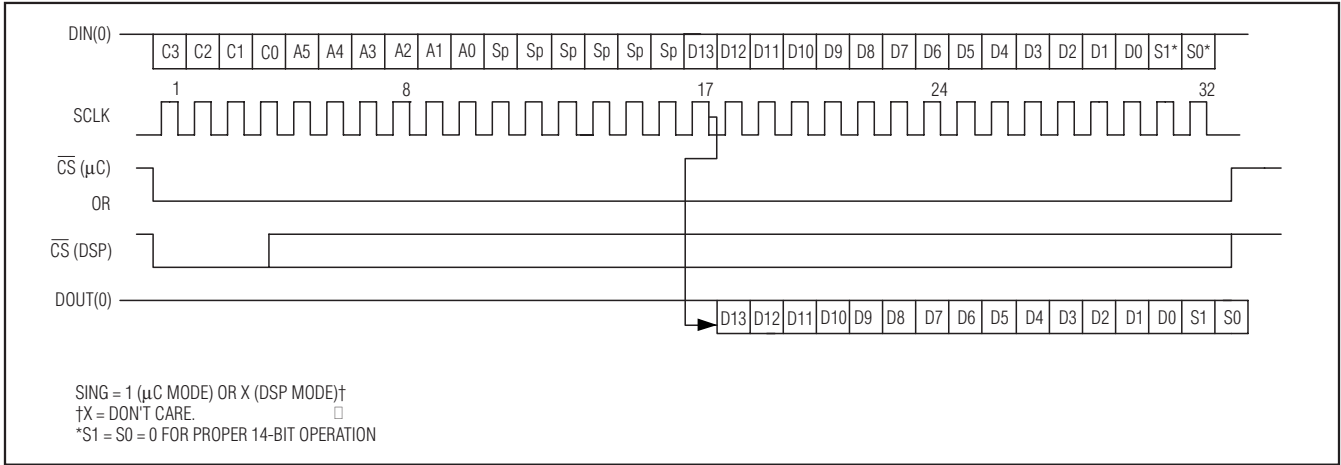 DIN(0) C3 C2 C1 C0 A5 A4 A3 A2 A1 A0 Sp Sp Sp Sp Sp Sp D13 D12 D11 D10 D9 D8 D7 D6 D5 D4 D3 D2 D1 D0 S1* S0*
1 8 17 24 32
SCLK
CS (μC)
OR
CS (DSP)
DOUT(0)
D13 D12 D11 D10 D9 D8 D7 D6 D5 D4 D3 D2 D1 D0 S1 S0
SING = 1 (μC MODE) OR X (DSP MODE)†
†X = DON'T CARE.
*S1 = S0 = 0 FOR PROPER 14-BIT OPERATION